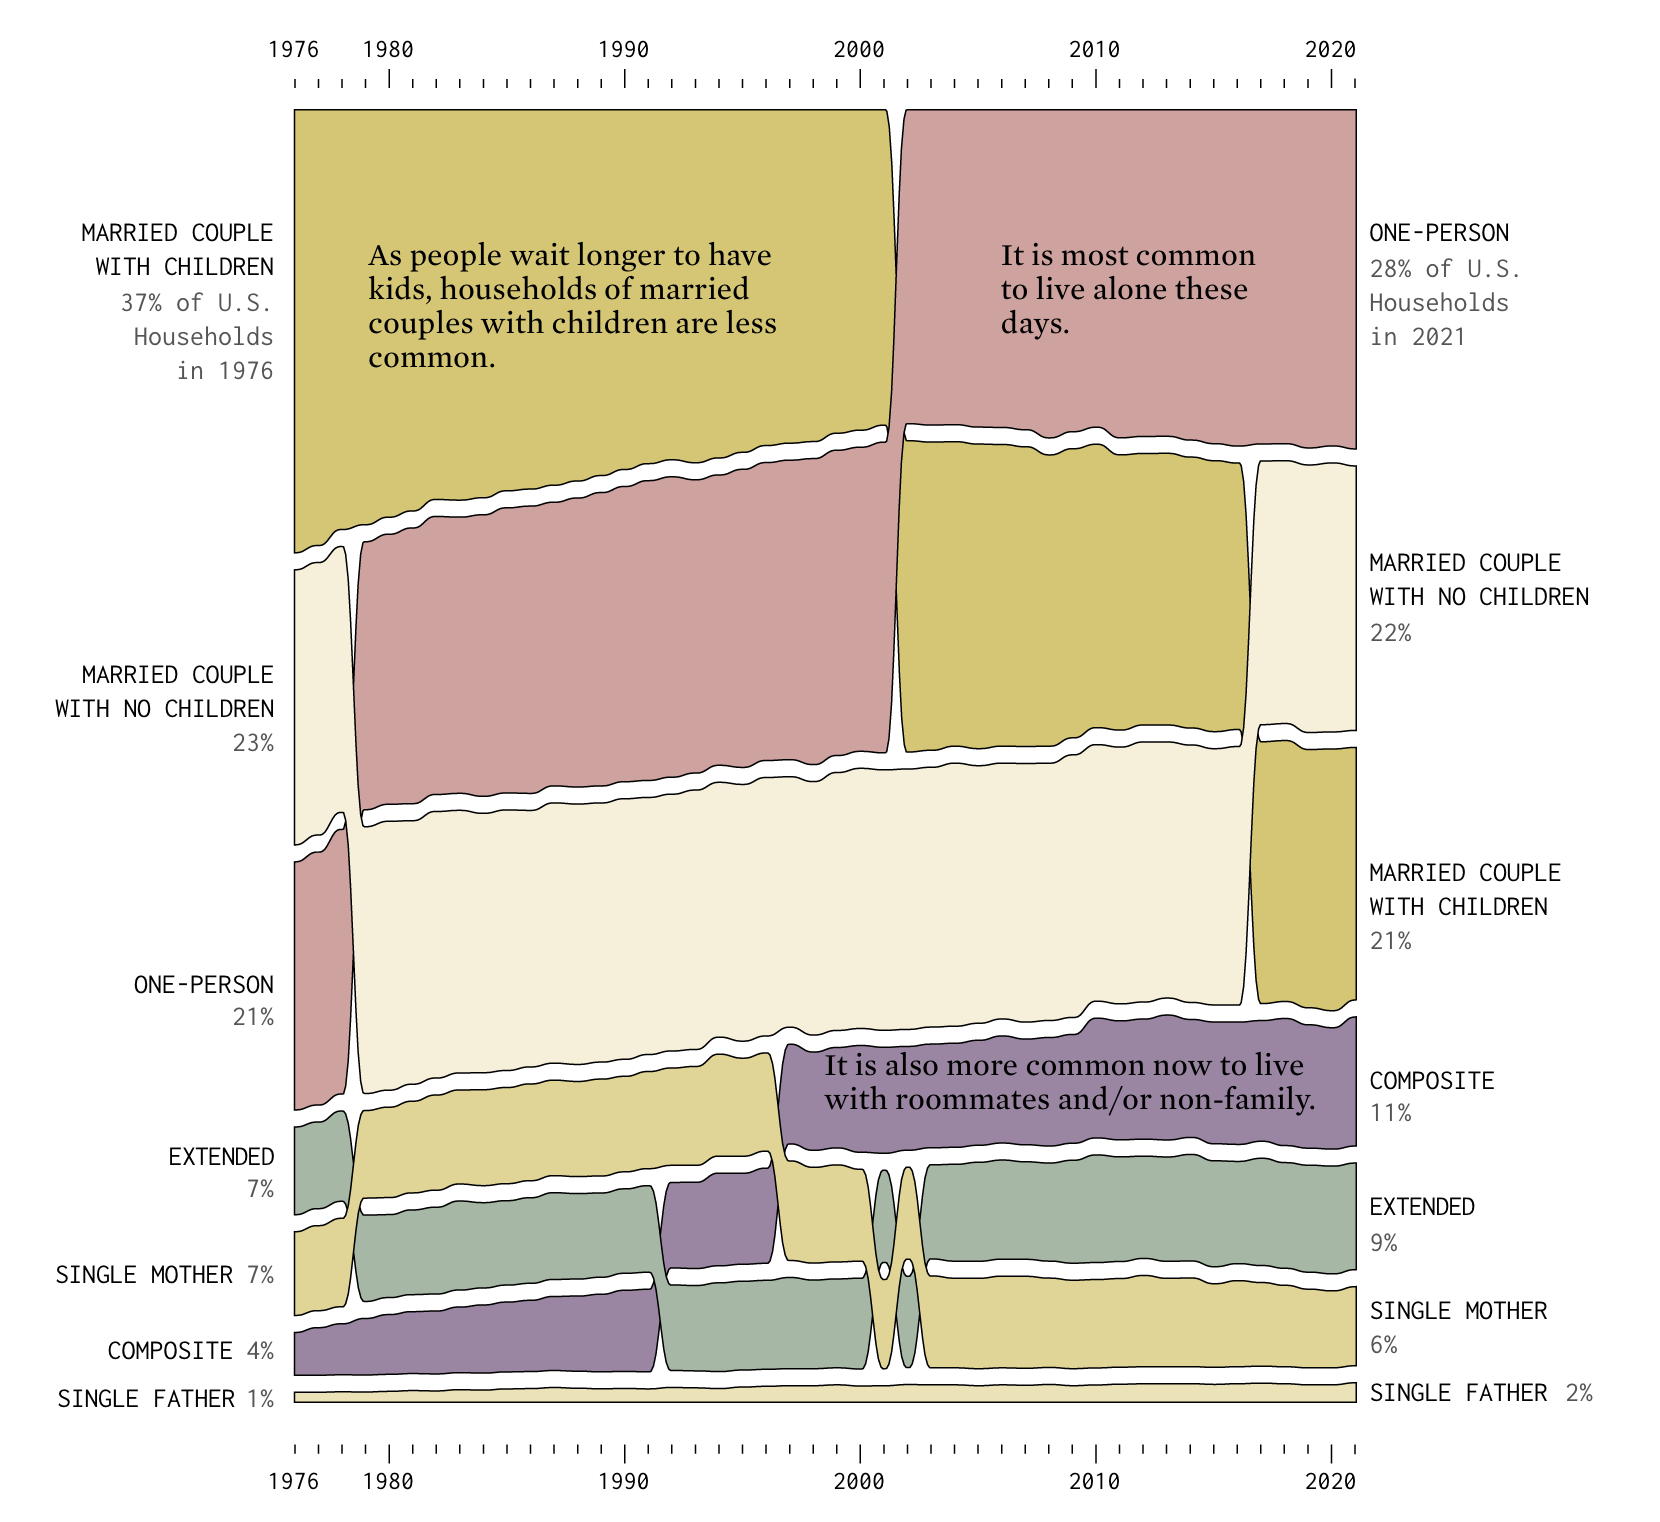 1976 1980 1990 2000 2010 2020
MARRIED COUPLE
WITH CHILDREN
37% of U.S.
Households
in 1976
As people wait longer to have
kids, households of married
couples with children are less
common.
It is most common
to live alone these
days.
ONE-PERSON
28% of U.S.
Households
in 2021
MARRIED COUPLE
WITH NO CHILDREN
23%
MARRIED COUPLE
WITH NO CHILDREN
22%
ONE-PERSON
21%
MARRIED COUPLE
WITH CHILDREN
21%
It is also more common now to live
with roommates and/or non-family.
COMPOSITE
11%
EXTENDED
7%
EXTENDED
9%
SINGLE MOTHER 7%
SINGLE MOTHER
6%
COMPOSITE 4%
SINGLE FATHER 1%
SINGLE FATHER 2%
1976 1980 1990 2000 2010 2020